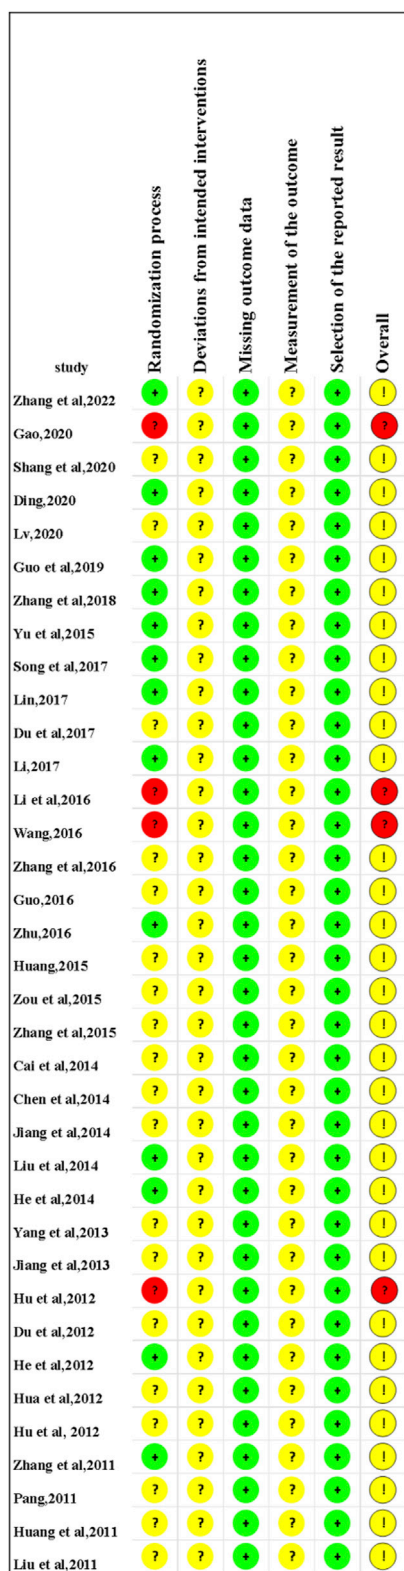 study Randomization process Deviations from intended interventions Missing outcome data Measurement of the outcome Selection of the reported result Overall
Zhang et al,2022 + ? + ? + !
Gao,2020 ? ? + ? + ?
Shang et al,2020 ? ? + ? + !
Ding,2020 + ? + ? + !
Lv,2020 ? ? + ? + !
Guo et al,2019 + ? + ? + !
Zhang et al,2018 + ? + ? + !
Yu et al,2015 + ? + ? + !
Song et al,2017 + ? + ? + !
Lin,2017 + ? + ? + !
Du et al,2017 ? ? + ? + !
Li,2017 + ? + ? + !
Li et al,2016 ? ? + ? + ?
Wang,2016 ? ? + ? + ?
Zhang et al,2016 ? ? + ? + !
Guo,2016 ? ? + ? + !
Zhu,2016 + ? + ? + !
Huang,2015 ? ? + ? + !
Zou et al,2015 ? ? + ? + !
Zhang et al,2015 ? ? + ? + !
Cai et al,2014 ? ? + ? + !
Chen et al,2014 ? ? + ? + !
Jiang et al,2014 ? ? + ? + !
Liu et al,2014 + ? + ? + !
He et al,2014 + ? + ? + !
Yang et al,2013 ? ? + ? + !
Jiang et al,2013 ? ? + ? + !
Hu et al,2012 ? ? + ? + ?
Du et al,2012 ? ? + ? + !
He et al,2012 + ? + ? + !
Hua et al,2012 ? ? + ? + !
Hu et al, 2012 ? ? + ? + !
Zhang et al,2011 + ? + ? + !
Pang,2011 ? ? + ? + !
Huang et al,2011 ? ? + ? + !
Liu et al,2011 ? ? + ? + !